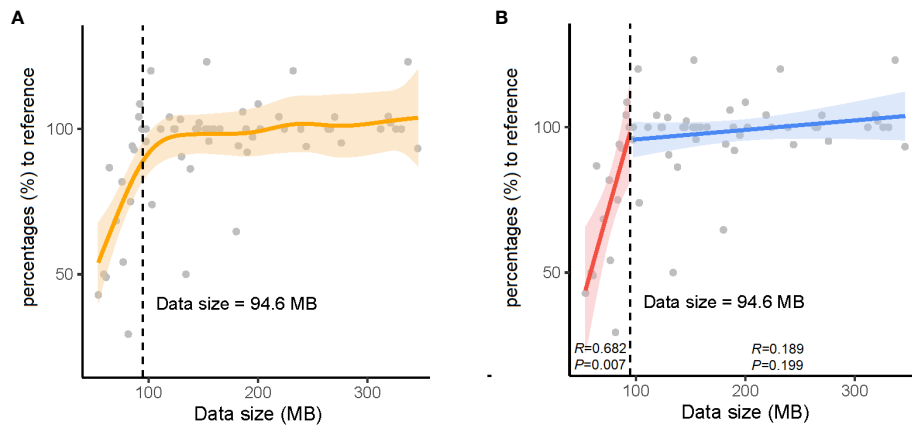 A
percentages (%) to reference
100
50
Data size = 94.6 MB
100
200
300
Data size (MB)
B
percentages (%) to reference
100
50
Data size = 94.6 MB
R=0.682
P=0.007
R=0.189
P=0.199
100
200
300
Data size (MB)
-